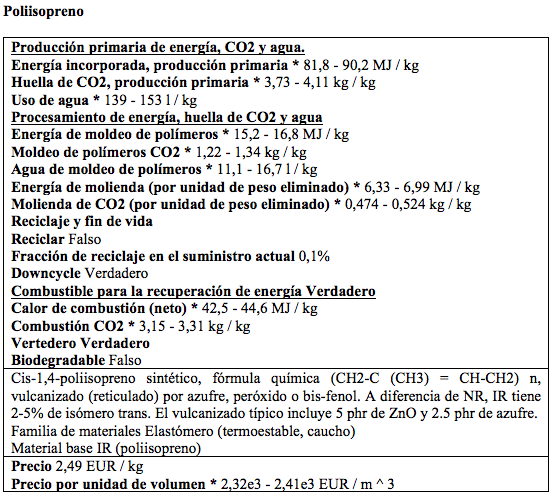 Poliisopreno
Producción primaria de energía, CO2 y agua.
Energía incorporada, producción primaria * 81,8 - 90,2 MJ / kg
Huella de CO2, producción primaria * 3,73 - 4,11 kg / kg
Uso de agua * 139 - 153 l / kg
Procesamiento de energía, huella de CO2 y agua
Energía de moldeo de polímeros * 15,2 - 16,8 MJ / kg
Moldeo de polímeros CO2 * 1,22 - 1,34 kg / kg
Agua de moldeo de polímeros * 11,1 - 16,7 l / kg
Energía de molienda (por unidad de peso eliminado) * 6,33 - 6,99 MJ / kg
Molienda de CO2 (por unidad de peso eliminado) * 0,474 - 0,524 kg / kg
Reciclaje y fin de vida
Reciclar Falso
Fracción de reciclaje en el suministro actual 0,1%
Downcycle Verdadero
Combustible para la recuperación de energía Verdadero
Calor de combustión (neto) * 42,5 - 44,6 MJ / kg
Combustión CO2 * 3,15 - 3,31 kg / kg
Vertedero Verdadero
Biodegradable Falso
Cis-1,4-poliisopreno sintético, fórmula química (CH2-C (CH3) = CH-CH2) n,
vulcanizado (reticulado) por azufre, peróxido o bis-fenol. A diferencia de NR, IR tiene
2-5% de isómero trans. El vulcanizado típico incluye 5 phr de ZnO y 2.5 phr de azufre.
Familia de materiales Elastómero (termoestable, caucho)
Material base IR (poliisopreno)
Precio 2,49 EUR / kg
Precio por unidad de volumen * 2,32e3 - 2,41e3 EUR / m ^ 3